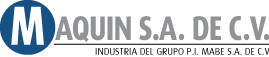 MAQUIN S.A. DE C.V.
INDUSTRIA DEL GRUPO P.I. MABE S.A. DE C.V